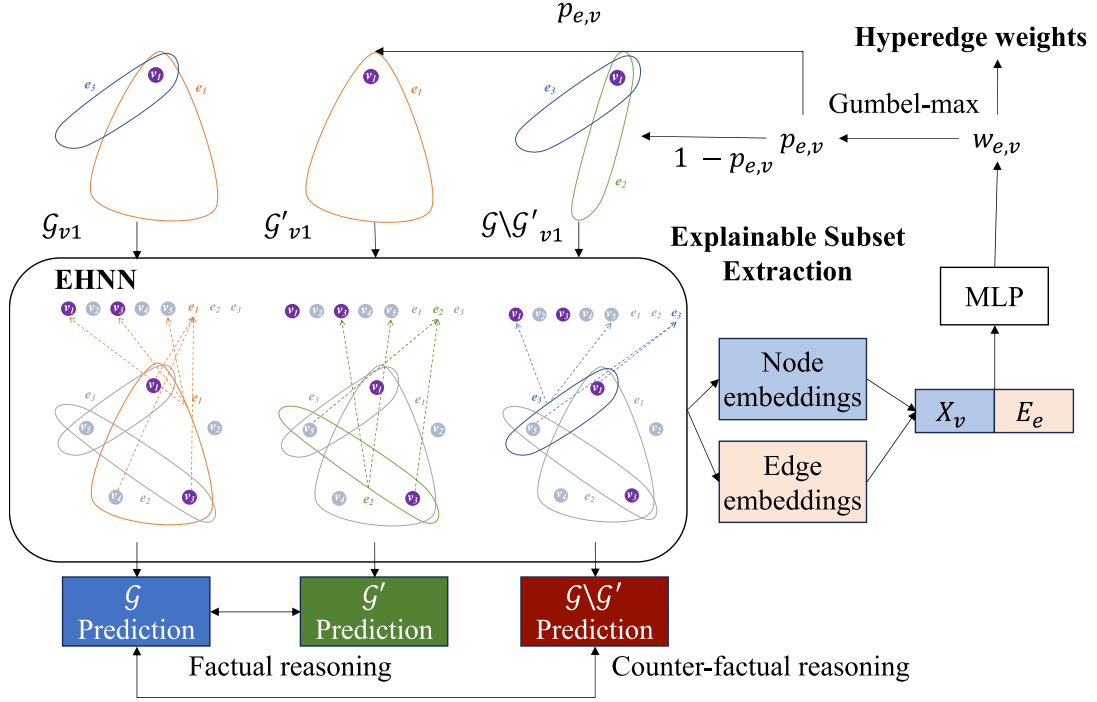 p_{e,v}
Hyperedge weights
v_1
e_3
e_1
v_1
e_1
v_1
e_3
e_2
Gumbel-max
1 − p_{e,v}
p_{e,v}
w_{e,v}
𝒢_{v1}
𝒢'_{v1}
𝒢\𝒢'_{v1}
Explainable Subset
Extraction
MLP
EHNN
v_1 v_2 v_3 v_4 v_5 e_1 e_2 e_3
v_1 v_2 v_3 v_4 v_5 e_1 e_2 e_3
v_1 v_2 v_3 v_4 v_5 e_1 e_2 e_3
v_1
e_3
e_1
v_5
v_2
v_4
e_2
v_3
v_1
e_3
e_1
v_5
v_2
v_4
e_2
v_3
v_1
e_3
e_1
v_5
v_2
v_4
e_2
v_3
Node
embeddings
X_v
E_e
Edge
embeddings
𝒢
Prediction
𝒢'
Prediction
𝒢\𝒢'
Prediction
Factual reasoning
Counter-factual reasoning